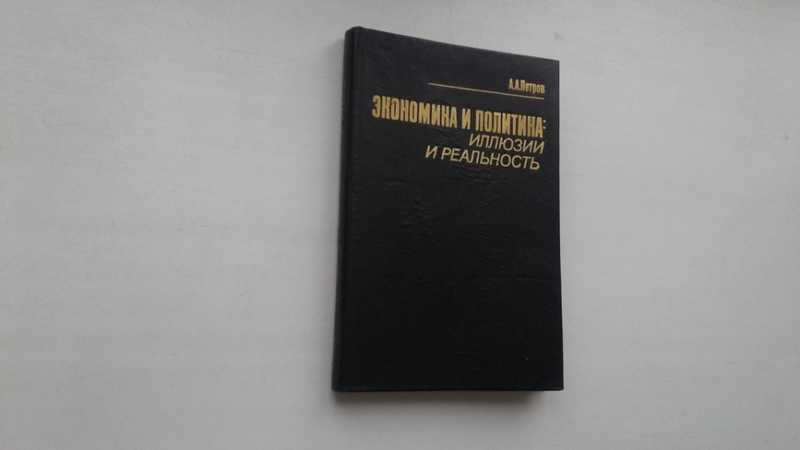 А.А.Петров
ЭКОНОМИКА И ПОЛИТИКА:
ИЛЛЮЗИИ
И РЕАЛЬНОСТЬ